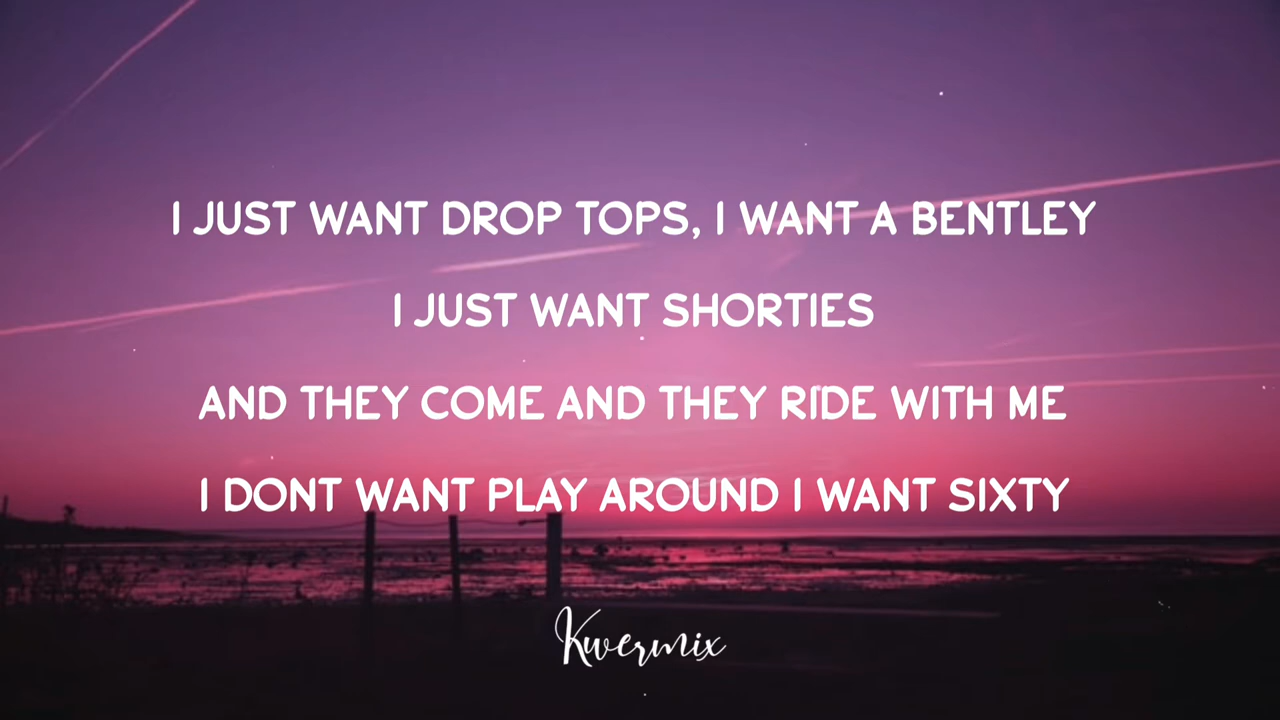 I JUST WANT DROP TOPS, I WANT A BENTLEY
I JUST WANT SHORTIES
AND THEY COME AND THEY RIDE WITH ME
I DONT WANT PLAY AROUND I WANT SIXTY
Kwermix